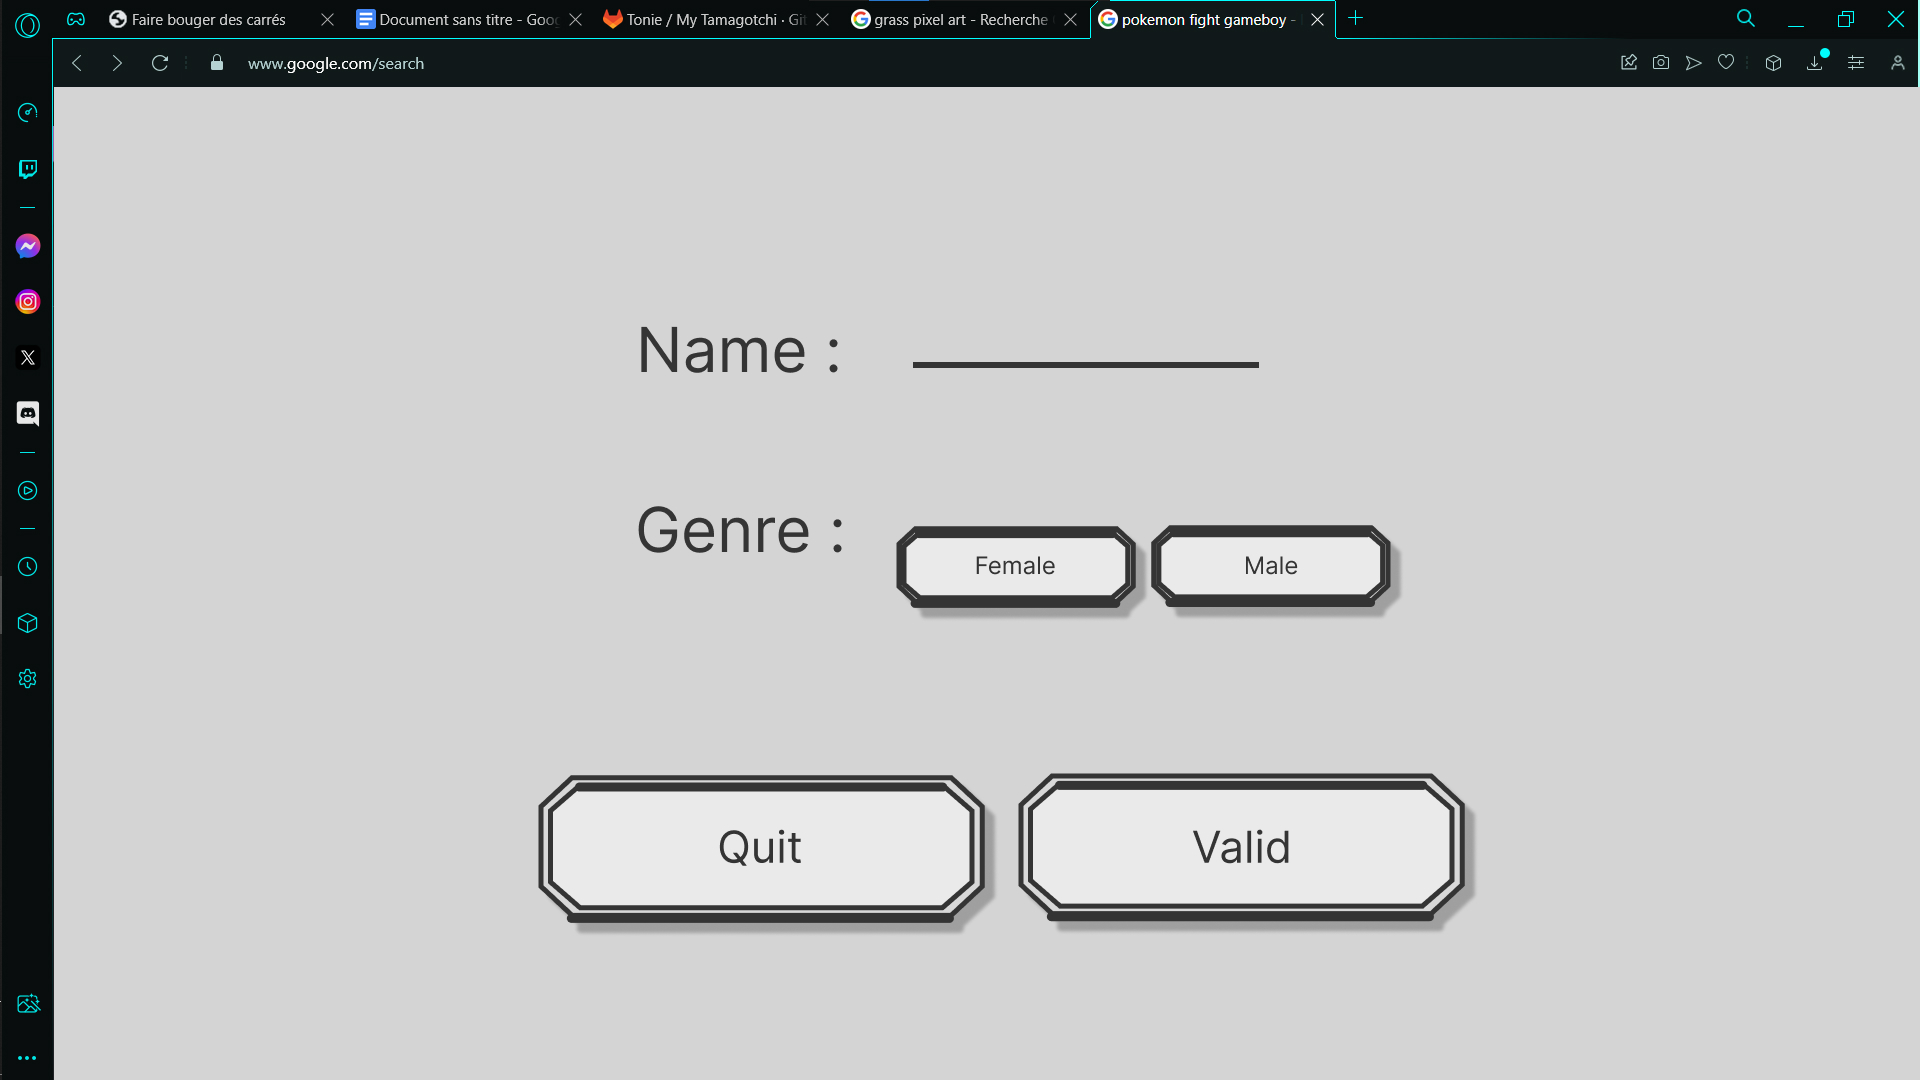 Faire bouger des carrés
Document sans titre - Goo
Tonie / My Tamagotchi · Git
grass pixel art - Recherche
pokemon fight gameboy -
www.google.com/search
Name :
Genre :
Female
Male
Quit
Valid